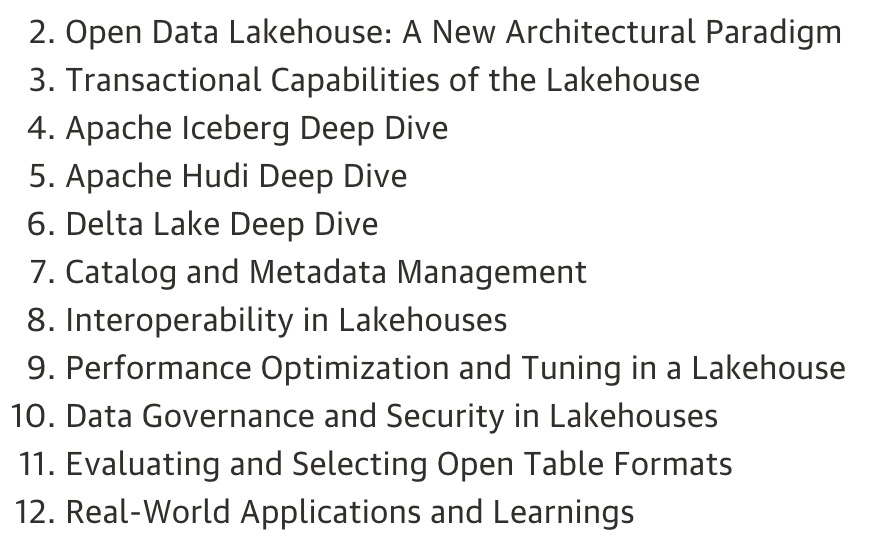 2. Open Data Lakehouse: A New Architectural Paradigm
3. Transactional Capabilities of the Lakehouse
4. Apache Iceberg Deep Dive
5. Apache Hudi Deep Dive
6. Delta Lake Deep Dive
7. Catalog and Metadata Management
8. Interoperability in Lakehouses
9. Performance Optimization and Tuning in a Lakehouse
10. Data Governance and Security in Lakehouses
11. Evaluating and Selecting Open Table Formats
12. Real-World Applications and Learnings